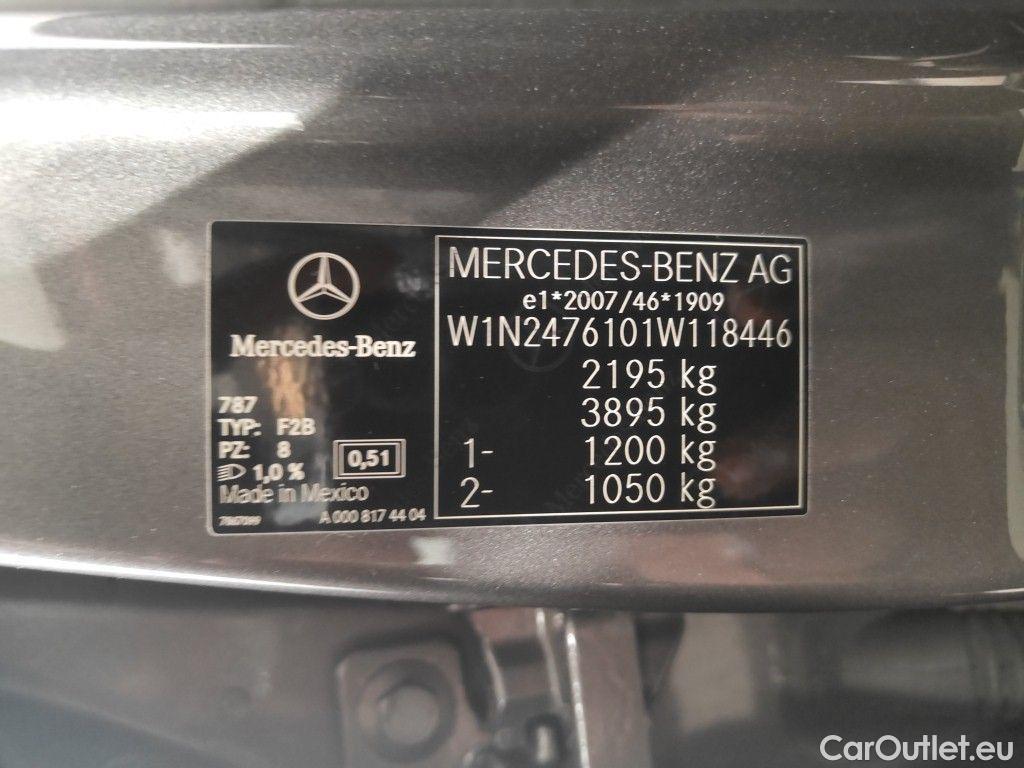 Mercedes-Benz
787
TYP: F2B
PZ: 8
1,0 %
0,51
Made in Mexico
A 000 817 44 04
MERCEDES-BENZ AG
e1*2007/46*1909
W1N2476101W118446
2195 kg
3895 kg
1- 1200 kg
2- 1050 kg
CarOutlet.eu